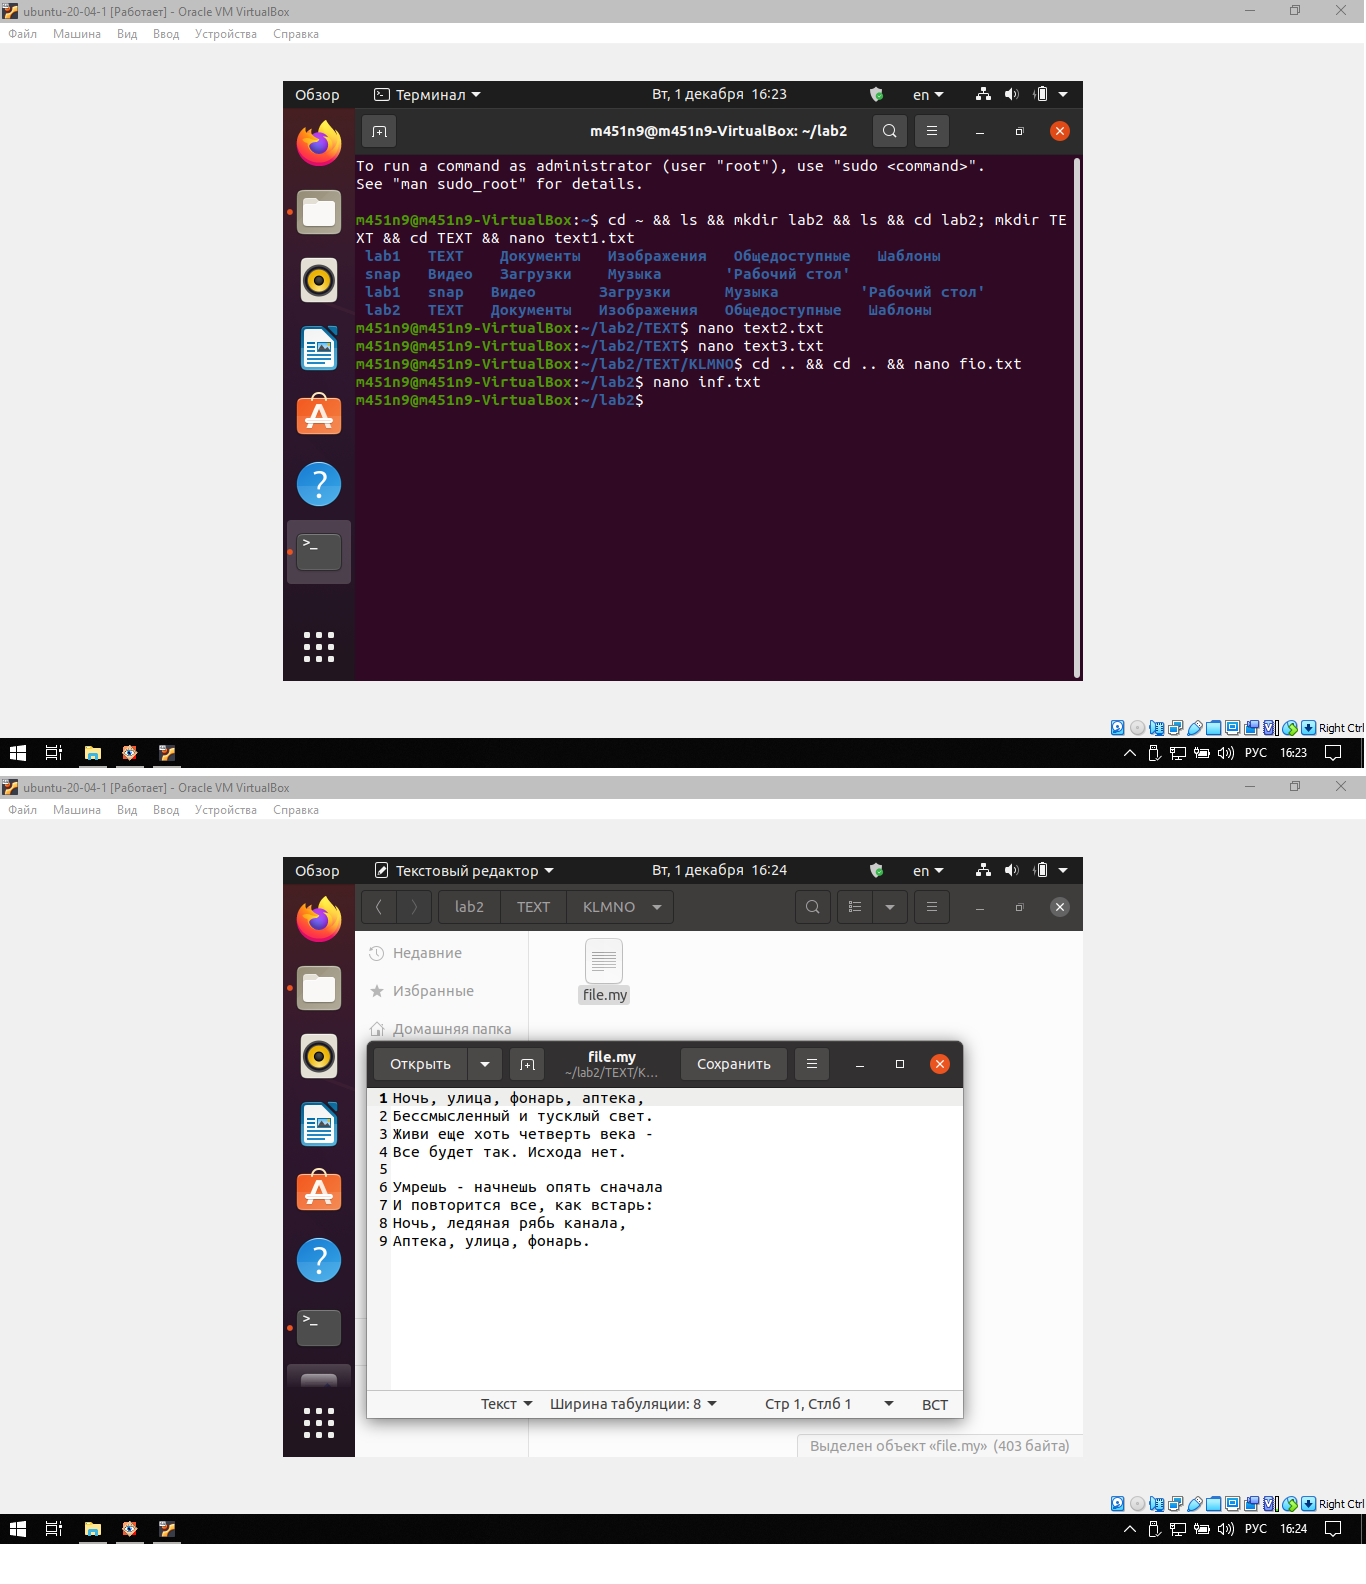 ubuntu-20-04-1 [Работает] - Oracle VM VirtualBox
Файл Машина Вид Ввод Устройства Справка
Обзор Терминал Вт, 1 декабря 16:23 en
m451n9@m451n9-VirtualBox: ~/lab2
To run a command as administrator (user "root"), use "sudo <command>".
See "man sudo_root" for details.
m451n9@m451n9-VirtualBox:~$ cd ~ && ls && mkdir lab2 && ls && cd lab2; mkdir TE
XT && cd TEXT && nano text1.txt
lab1 TEXT Документы Изображения Общедоступные Шаблоны
snap Видео Загрузки Музыка 'Рабочий стол'
lab1 snap Видео Загрузки Музыка 'Рабочий стол'
lab2 TEXT Документы Изображения Общедоступные Шаблоны
m451n9@m451n9-VirtualBox:~/lab2/TEXT$ nano text2.txt
m451n9@m451n9-VirtualBox:~/lab2/TEXT$ nano text3.txt
m451n9@m451n9-VirtualBox:~/lab2/TEXT/KLMNO$ cd .. && cd .. && nano fio.txt
m451n9@m451n9-VirtualBox:~/lab2$ nano inf.txt
m451n9@m451n9-VirtualBox:~/lab2$
Right Ctrl
РУС 16:23
ubuntu-20-04-1 [Работает] - Oracle VM VirtualBox
Файл Машина Вид Ввод Устройства Справка
Обзор Текстовый редактор Вт, 1 декабря 16:24 en
lab2 TEXT KLMNO
Недавние
Избранные
Домашняя папка
file.my
Открыть file.my Сохранить
~/lab2/TEXT/K...
1 Ночь, улица, фонарь, аптека,
2 Бессмысленный и тусклый свет.
3 Живи еще хоть четверть века -
4 Все будет так. Исхода нет.
5
6 Умрешь - начнешь опять сначала
7 И повторится все, как встарь:
8 Ночь, ледяная рябь канала,
9 Аптека, улица, фонарь.
Текст Ширина табуляции: 8 Стр 1, Стлб 1 ВСТ
Выделен объект «file.my» (403 байта)
Right Ctrl
РУС 16:24